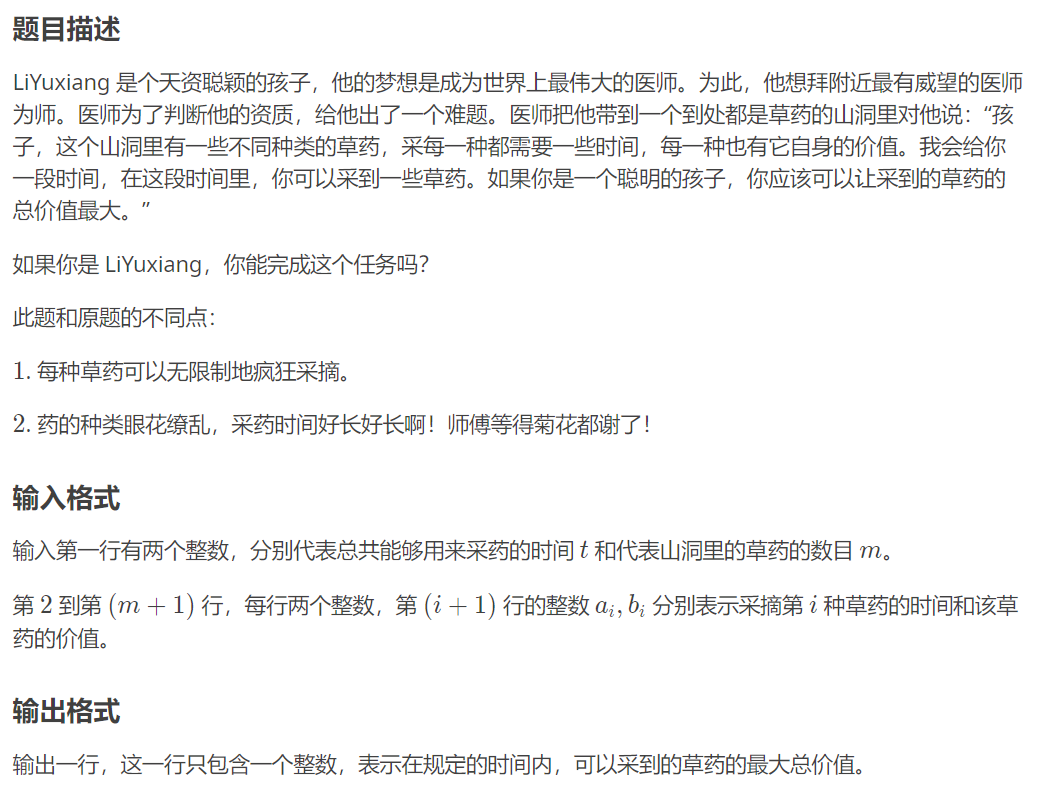 题目描述
LiYuxiang 是个天资聪颖的孩子，他的梦想是成为世界上最伟大的医师。为此，他想拜附近最有威望的医师
为师。医师为了判断他的资质，给他出了一个难题。医师把他带到一个到处都是草药的山洞里对他说：“孩
子，这个山洞里有一些不同种类的草药，采每一种都需要一些时间，每一种也有它自身的价值。我会给你
一段时间，在这段时间里，你可以采到一些草药。如果你是一个聪明的孩子，你应该可以让采到的草药的
总价值最大。”
如果你是 LiYuxiang，你能完成这个任务吗？
此题和原题的不同点：
1. 每种草药可以无限制地疯狂采摘。
2. 药的种类眼花缭乱，采药时间好长好长啊！师傅等得菊花都谢了！
输入格式
输入第一行有两个整数，分别代表总共能够用来采药的时间 t 和代表山洞里的草药的数目 m。
第 2 到第 (m + 1) 行，每行两个整数，第 (i + 1) 行的整数 aᵢ, bᵢ 分别表示采摘第 i 种草药的时间和该草
药的价值。
输出格式
输出一行，这一行只包含一个整数，表示在规定的时间内，可以采到的草药的最大总价值。